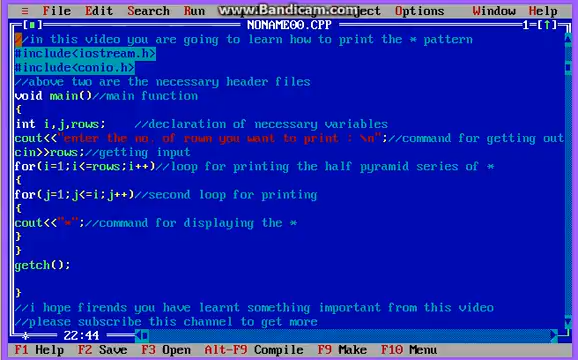 www.Bandicam.com
≡ File Edit Search Run Project Options Window Help
[■] NONAME00.CPP 1=[↑]
//in this video you are going to learn how to print the * pattern
#include<iostream.h>
#include<conio.h>
//above two are the necessary header files
void main()//main function
{
int i,j,rows; //declaration of necessary variables
cout<<"enter the no. of rown you want to print : \n";//command for getting out
cin>>rows;//getting input
for(i=1;i<=rows;i++)//loop for printing the half pyramid series of *
{
for(j=1;j<=i;j++)//second loop for printing
{
cout<<"*";//command for displaying the *
}
}
getch();
}
//i hope firends you have learnt something important from this video
//please subscribe this channel to get more
22:44
F1 Help F2 Save F3 Open Alt-F9 Compile F9 Make F10 Menu